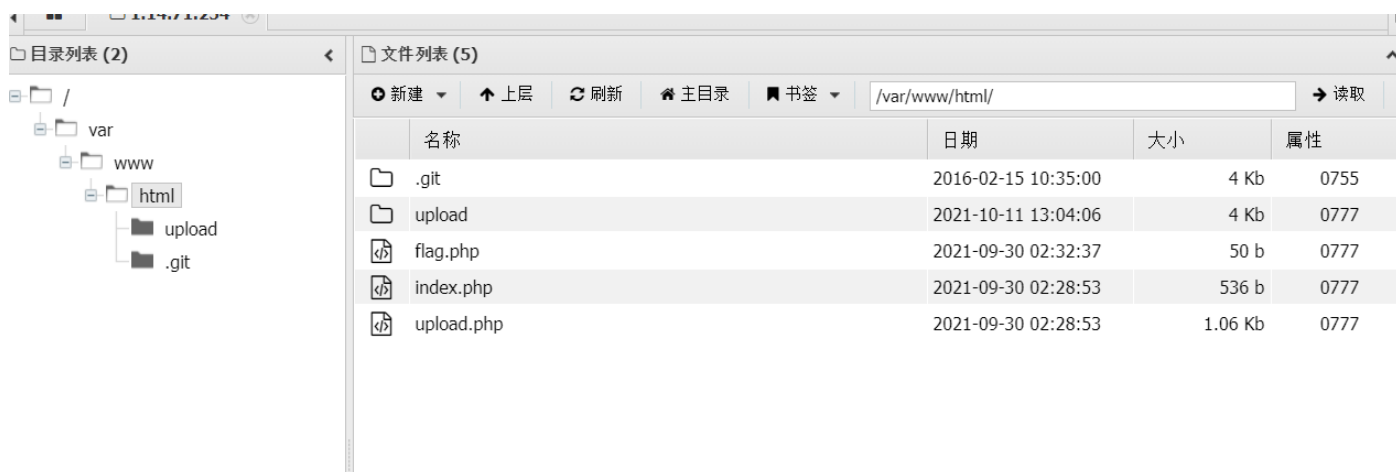 1.14.71.254
目录列表 (2)
文件列表 (5)
新建 上层 刷新 主目录 书签 /var/www/html/ 读取
/
var
www
html
upload
.git
名称 日期 大小 属性
.git 2016-02-15 10:35:00 4 Kb 0755
upload 2021-10-11 13:04:06 4 Kb 0777
flag.php 2021-09-30 02:32:37 50 b 0777
index.php 2021-09-30 02:28:53 536 b 0777
upload.php 2021-09-30 02:28:53 1.06 Kb 0777